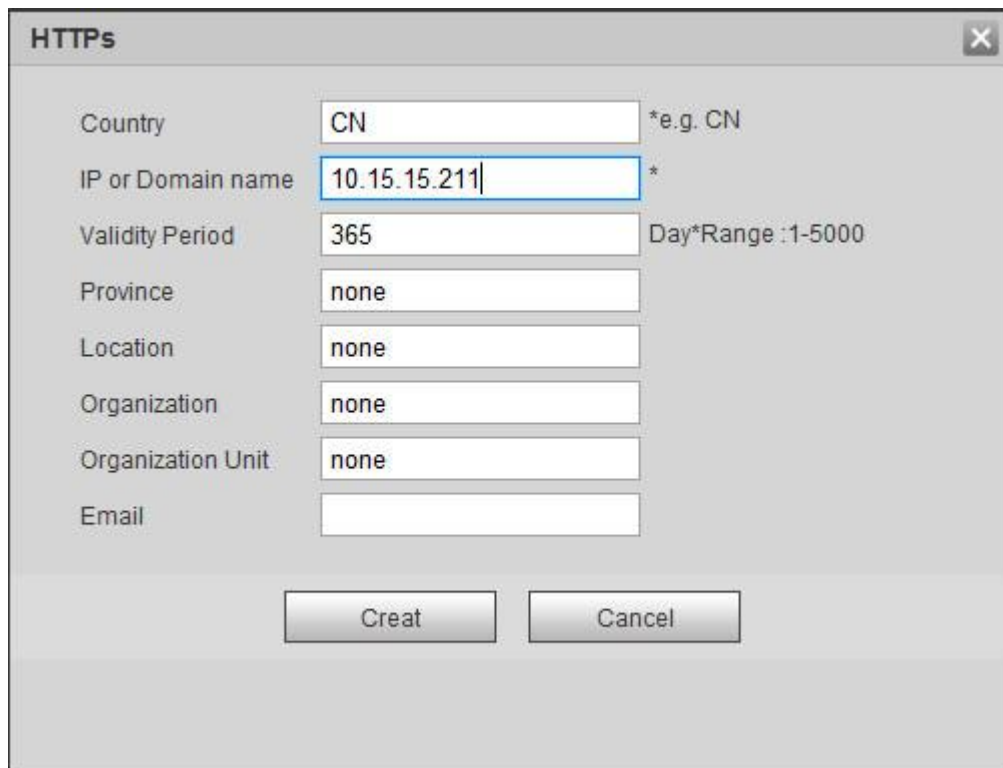 HTTPs
Country CN *e.g. CN
IP or Domain name 10.15.15.211 *
Validity Period 365 Day*Range :1-5000
Province none
Location none
Organization none
Organization Unit none
Email
Creat Cancel